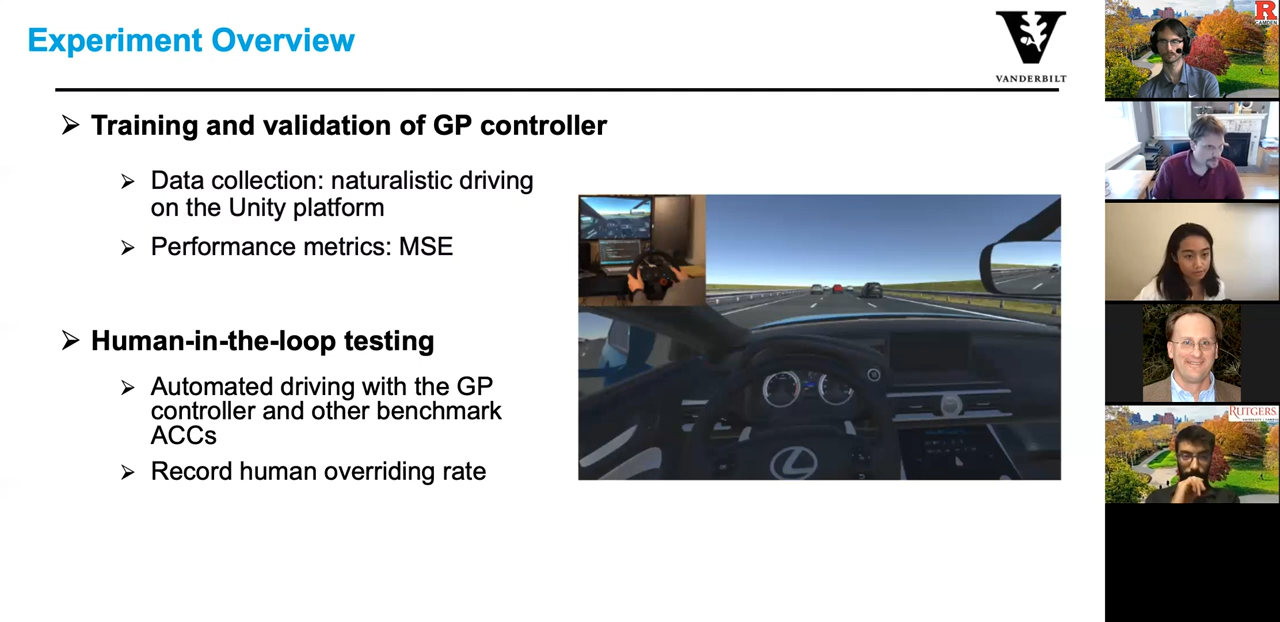 Experiment Overview
VANDERBILT
➢ Training and validation of GP controller
➢ Data collection: naturalistic driving
on the Unity platform
➢ Performance metrics: MSE
➢ Human-in-the-loop testing
➢ Automated driving with the GP
controller and other benchmark
ACCs
➢ Record human overriding rate
R
CAMDEN
RUTGERS